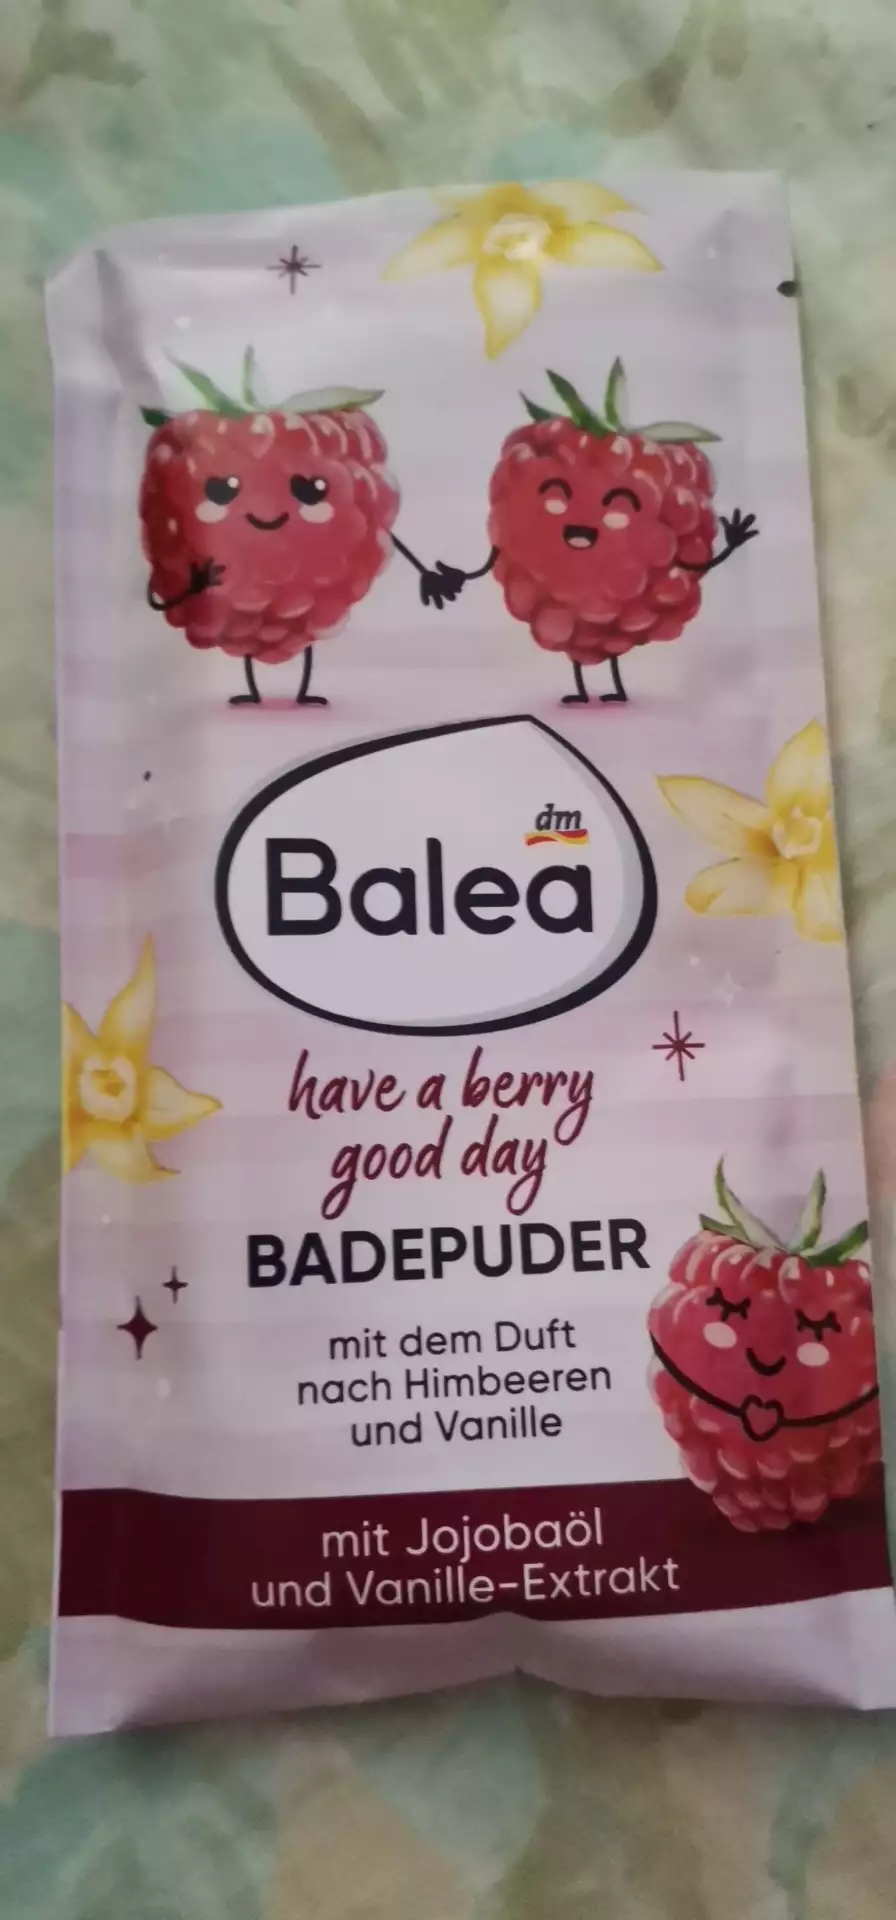 dm
Balea
have a berry
good day
BADEPUDER
mit dem Duft
nach Himbeeren
und Vanille
mit Jojobaöl
und Vanille-Extrakt